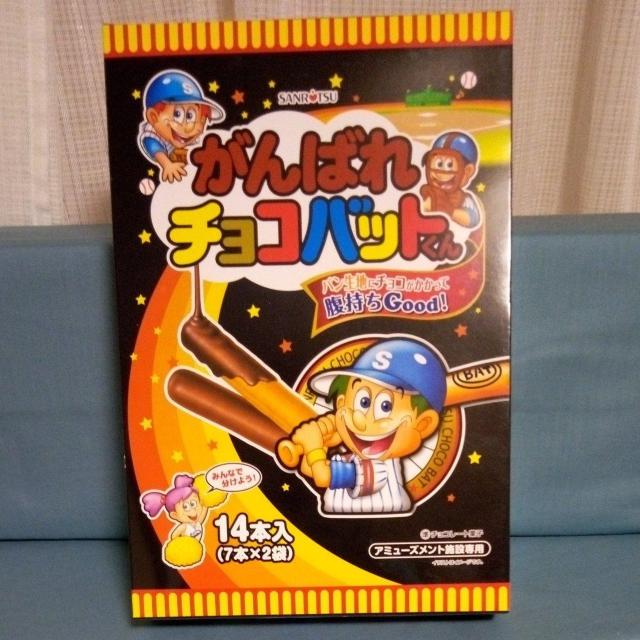 SANRITSU
がんばれ
チョコバットくん
パン生地にチョコがかかって
腹持ちGood!
S
S
CHOCO
BAT
CHOCO BAT
みんなで
分けよう!
14本入
(7本×2袋)
チョコレート菓子
アミューズメント施設専用